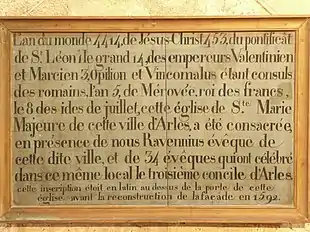 L'an du monde 4414, de Jésus-Christ 453, du pontificat
de St. Léon le grand 14, des empereurs Valentinien
et Marcien 3, Opilion et Vincomalus étant consuls
des romains, l'an 5, de Mérovée, roi des francs,
le 8 des ides de juillet, cette église de Ste. Marie
Majeure de cette ville d'Arles, a été consacrée,
en présence de nous Ravennius évêque de
cette dite ville, et de 34 évêques qui ont célébré
dans ce même local le troisième concile d'Arles.
cette inscription était en latin au dessus de la porte de cette
église avant la reconstruction de la façade en 1592.